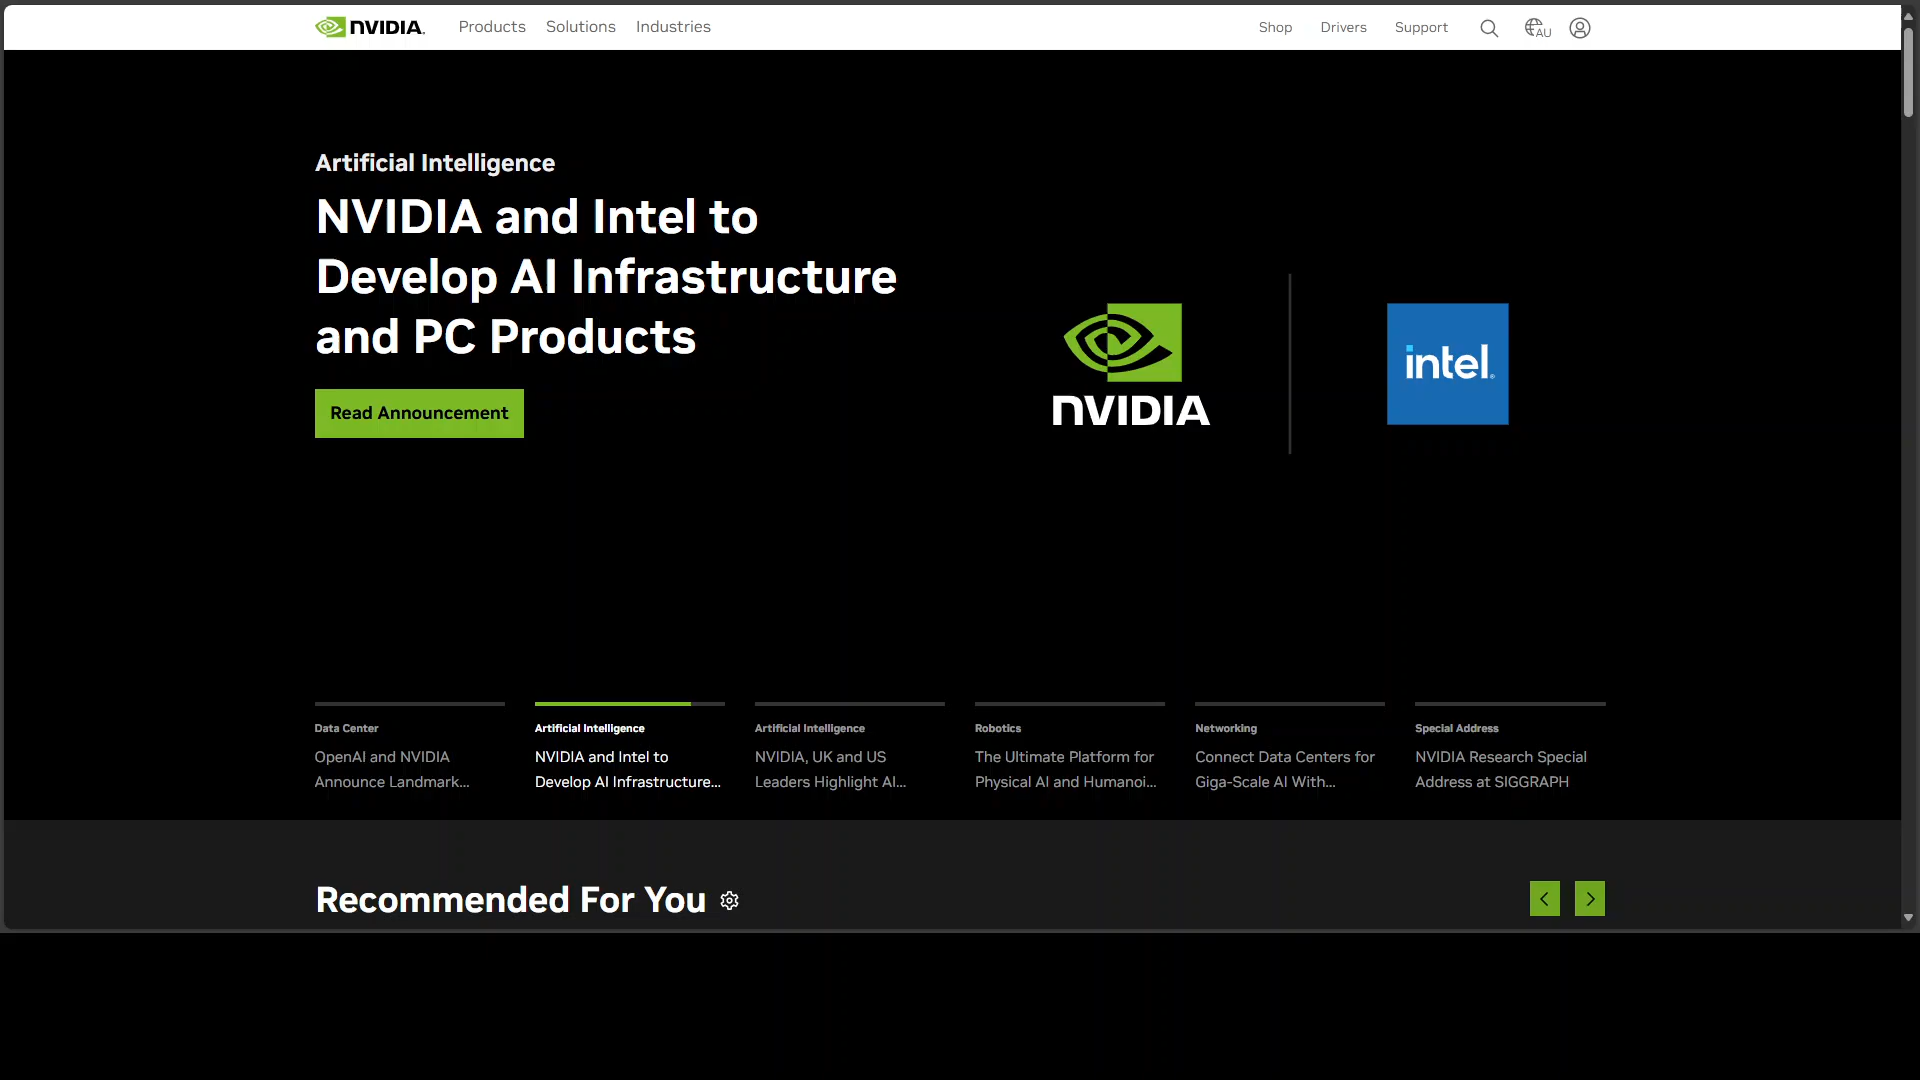 NVIDIA.
Products
Solutions
Industries
Shop
Drivers
Support
AU
Artificial Intelligence
NVIDIA and Intel to
Develop AI Infrastructure
and PC Products
Read Announcement
NVIDIA
intel.
Data Center
OpenAI and NVIDIA
Announce Landmark...
Artificial Intelligence
NVIDIA and Intel to
Develop AI Infrastructure...
Artificial Intelligence
NVIDIA, UK and US
Leaders Highlight AI...
Robotics
The Ultimate Platform for
Physical AI and Humanoi...
Networking
Connect Data Centers for
Giga-Scale AI With...
Special Address
NVIDIA Research Special
Address at SIGGRAPH
Recommended For You